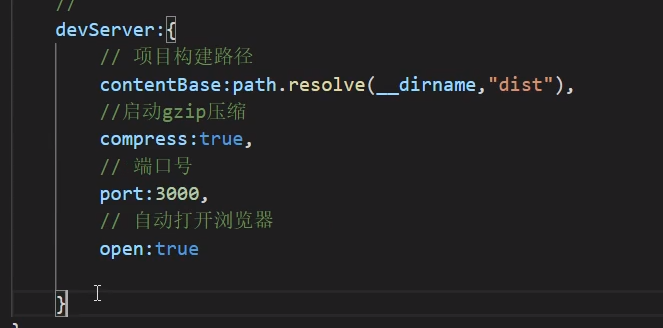 //
devServer:{
// 项目构建路径
contentBase:path.resolve(__dirname,"dist"),
//启动gzip压缩
compress:true,
// 端口号
port:3000,
// 自动打开浏览器
open:true
}